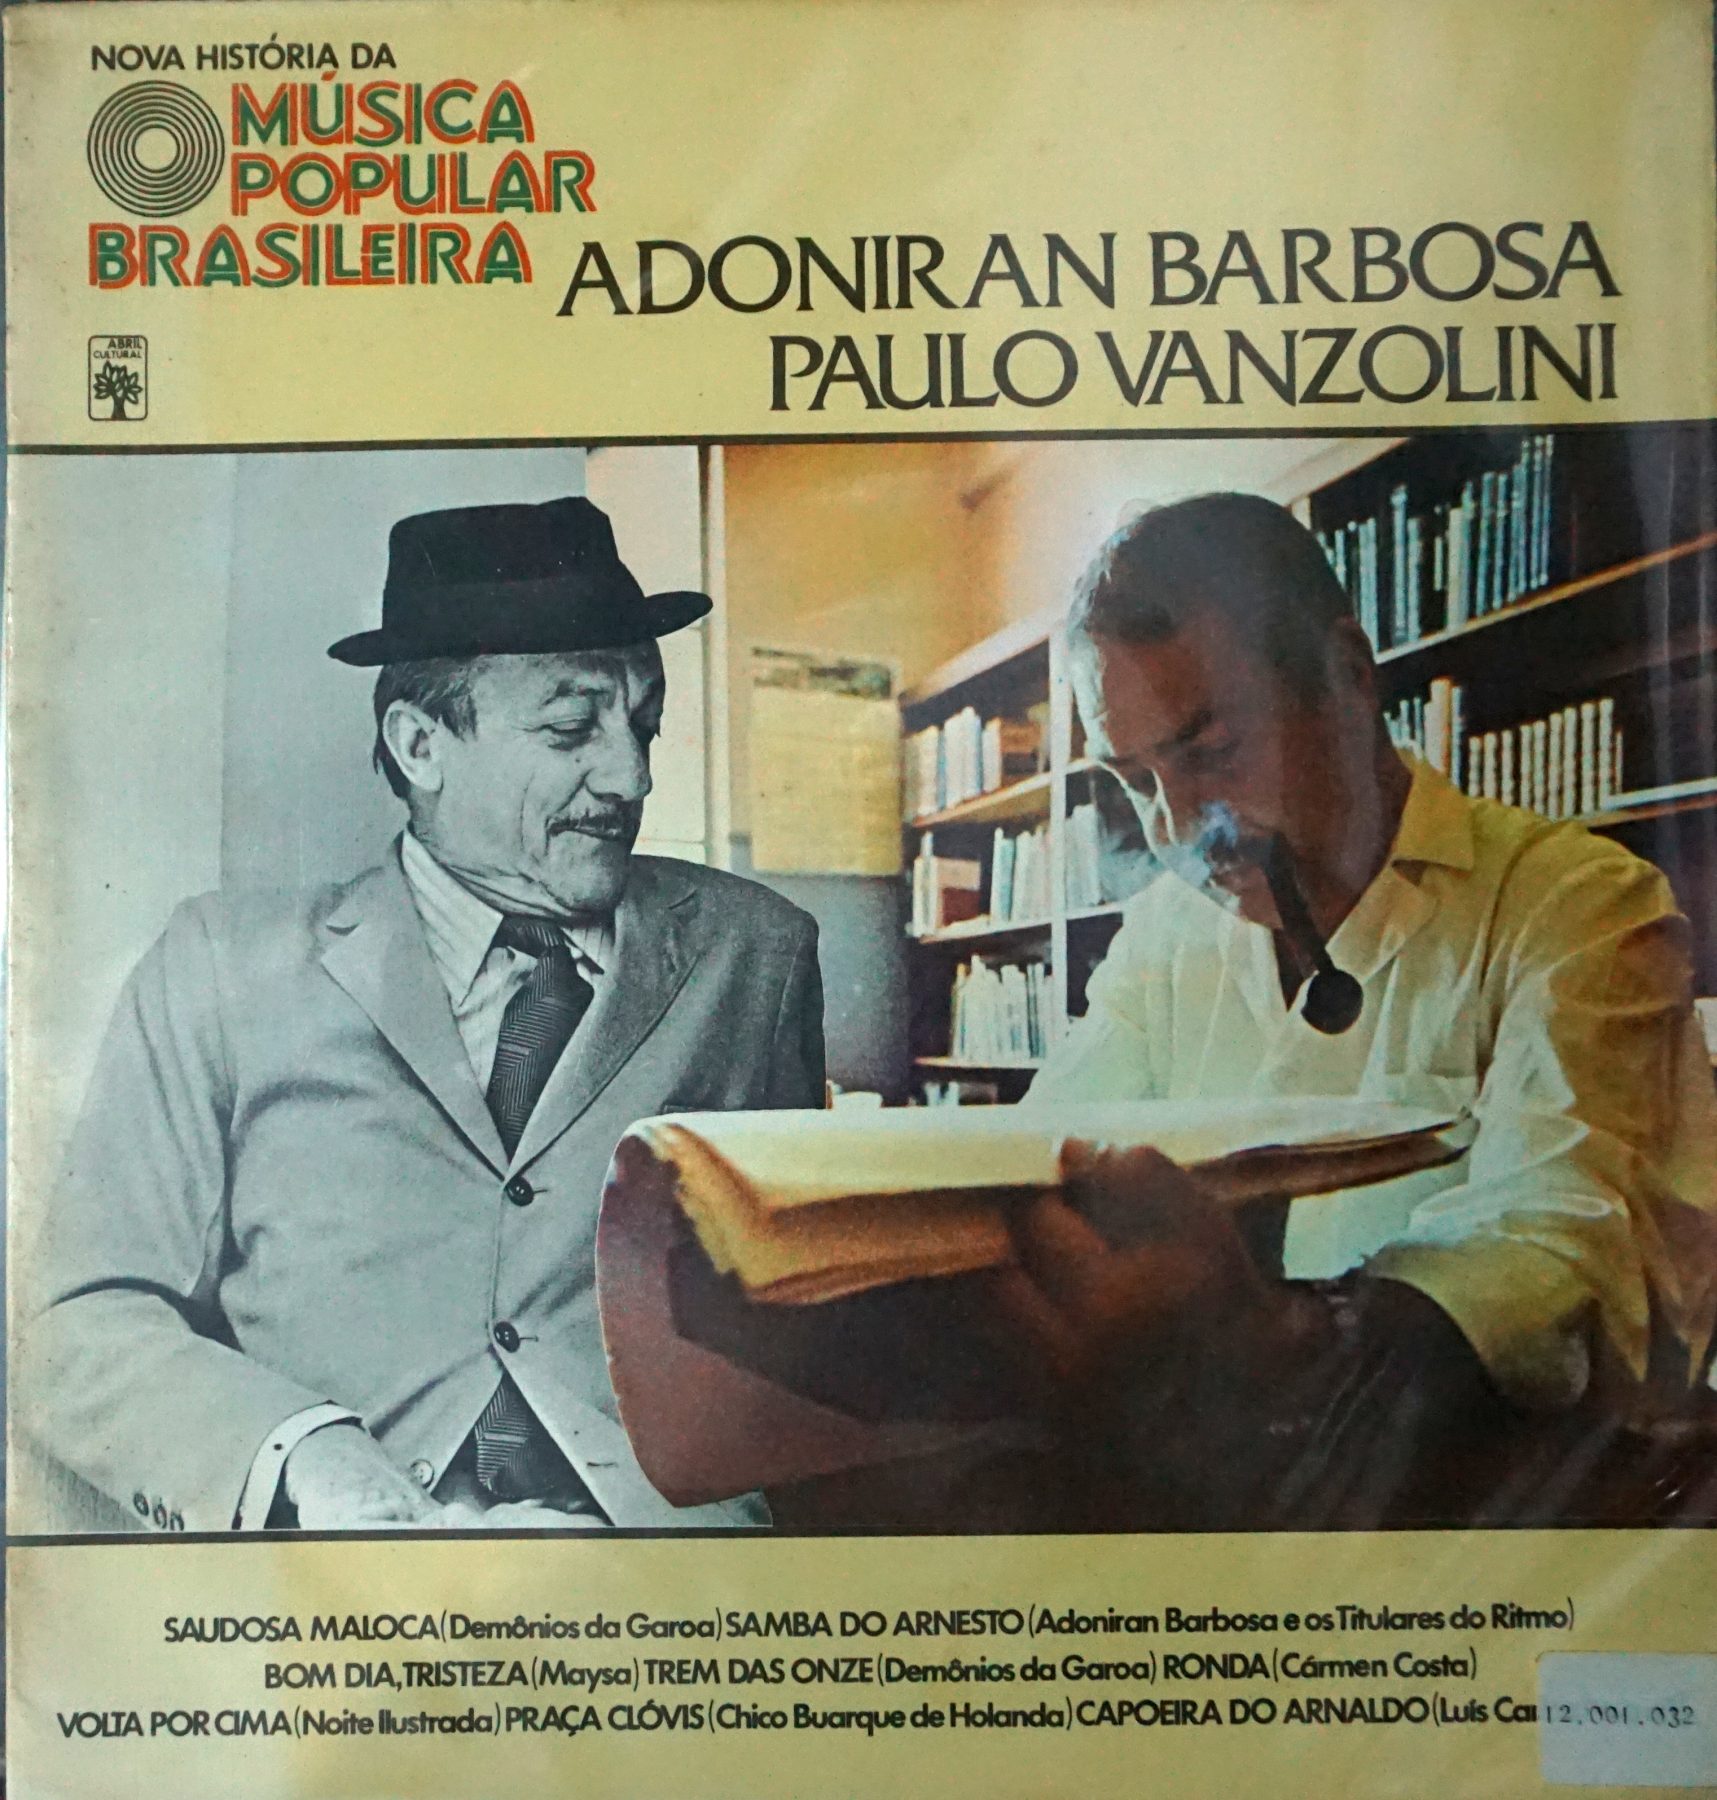 NOVA HISTÓRIA DA
MÚSICA
POPULAR
BRASILEIRA
ADONIRAN BARBOSA
PAULO VANZOLINI
ABRIL
CULTURAL
SAUDOSA MALOCA(Demônios da Garoa) SAMBA DO ARNESTO (Adoniran Barbosa e os Titulares do Ritmo)
BOM DIA, TRISTEZA (Maysa) TREM DAS ONZE (Demônios da Garoa) RONDA (Cármen Costa)
VOLTA POR CIMA (Noite Ilustrada) PRAÇA CLÓVIS (Chico Buarque de Holanda) CAPOEIRA DO ARNALDO (Luís
12.001.032